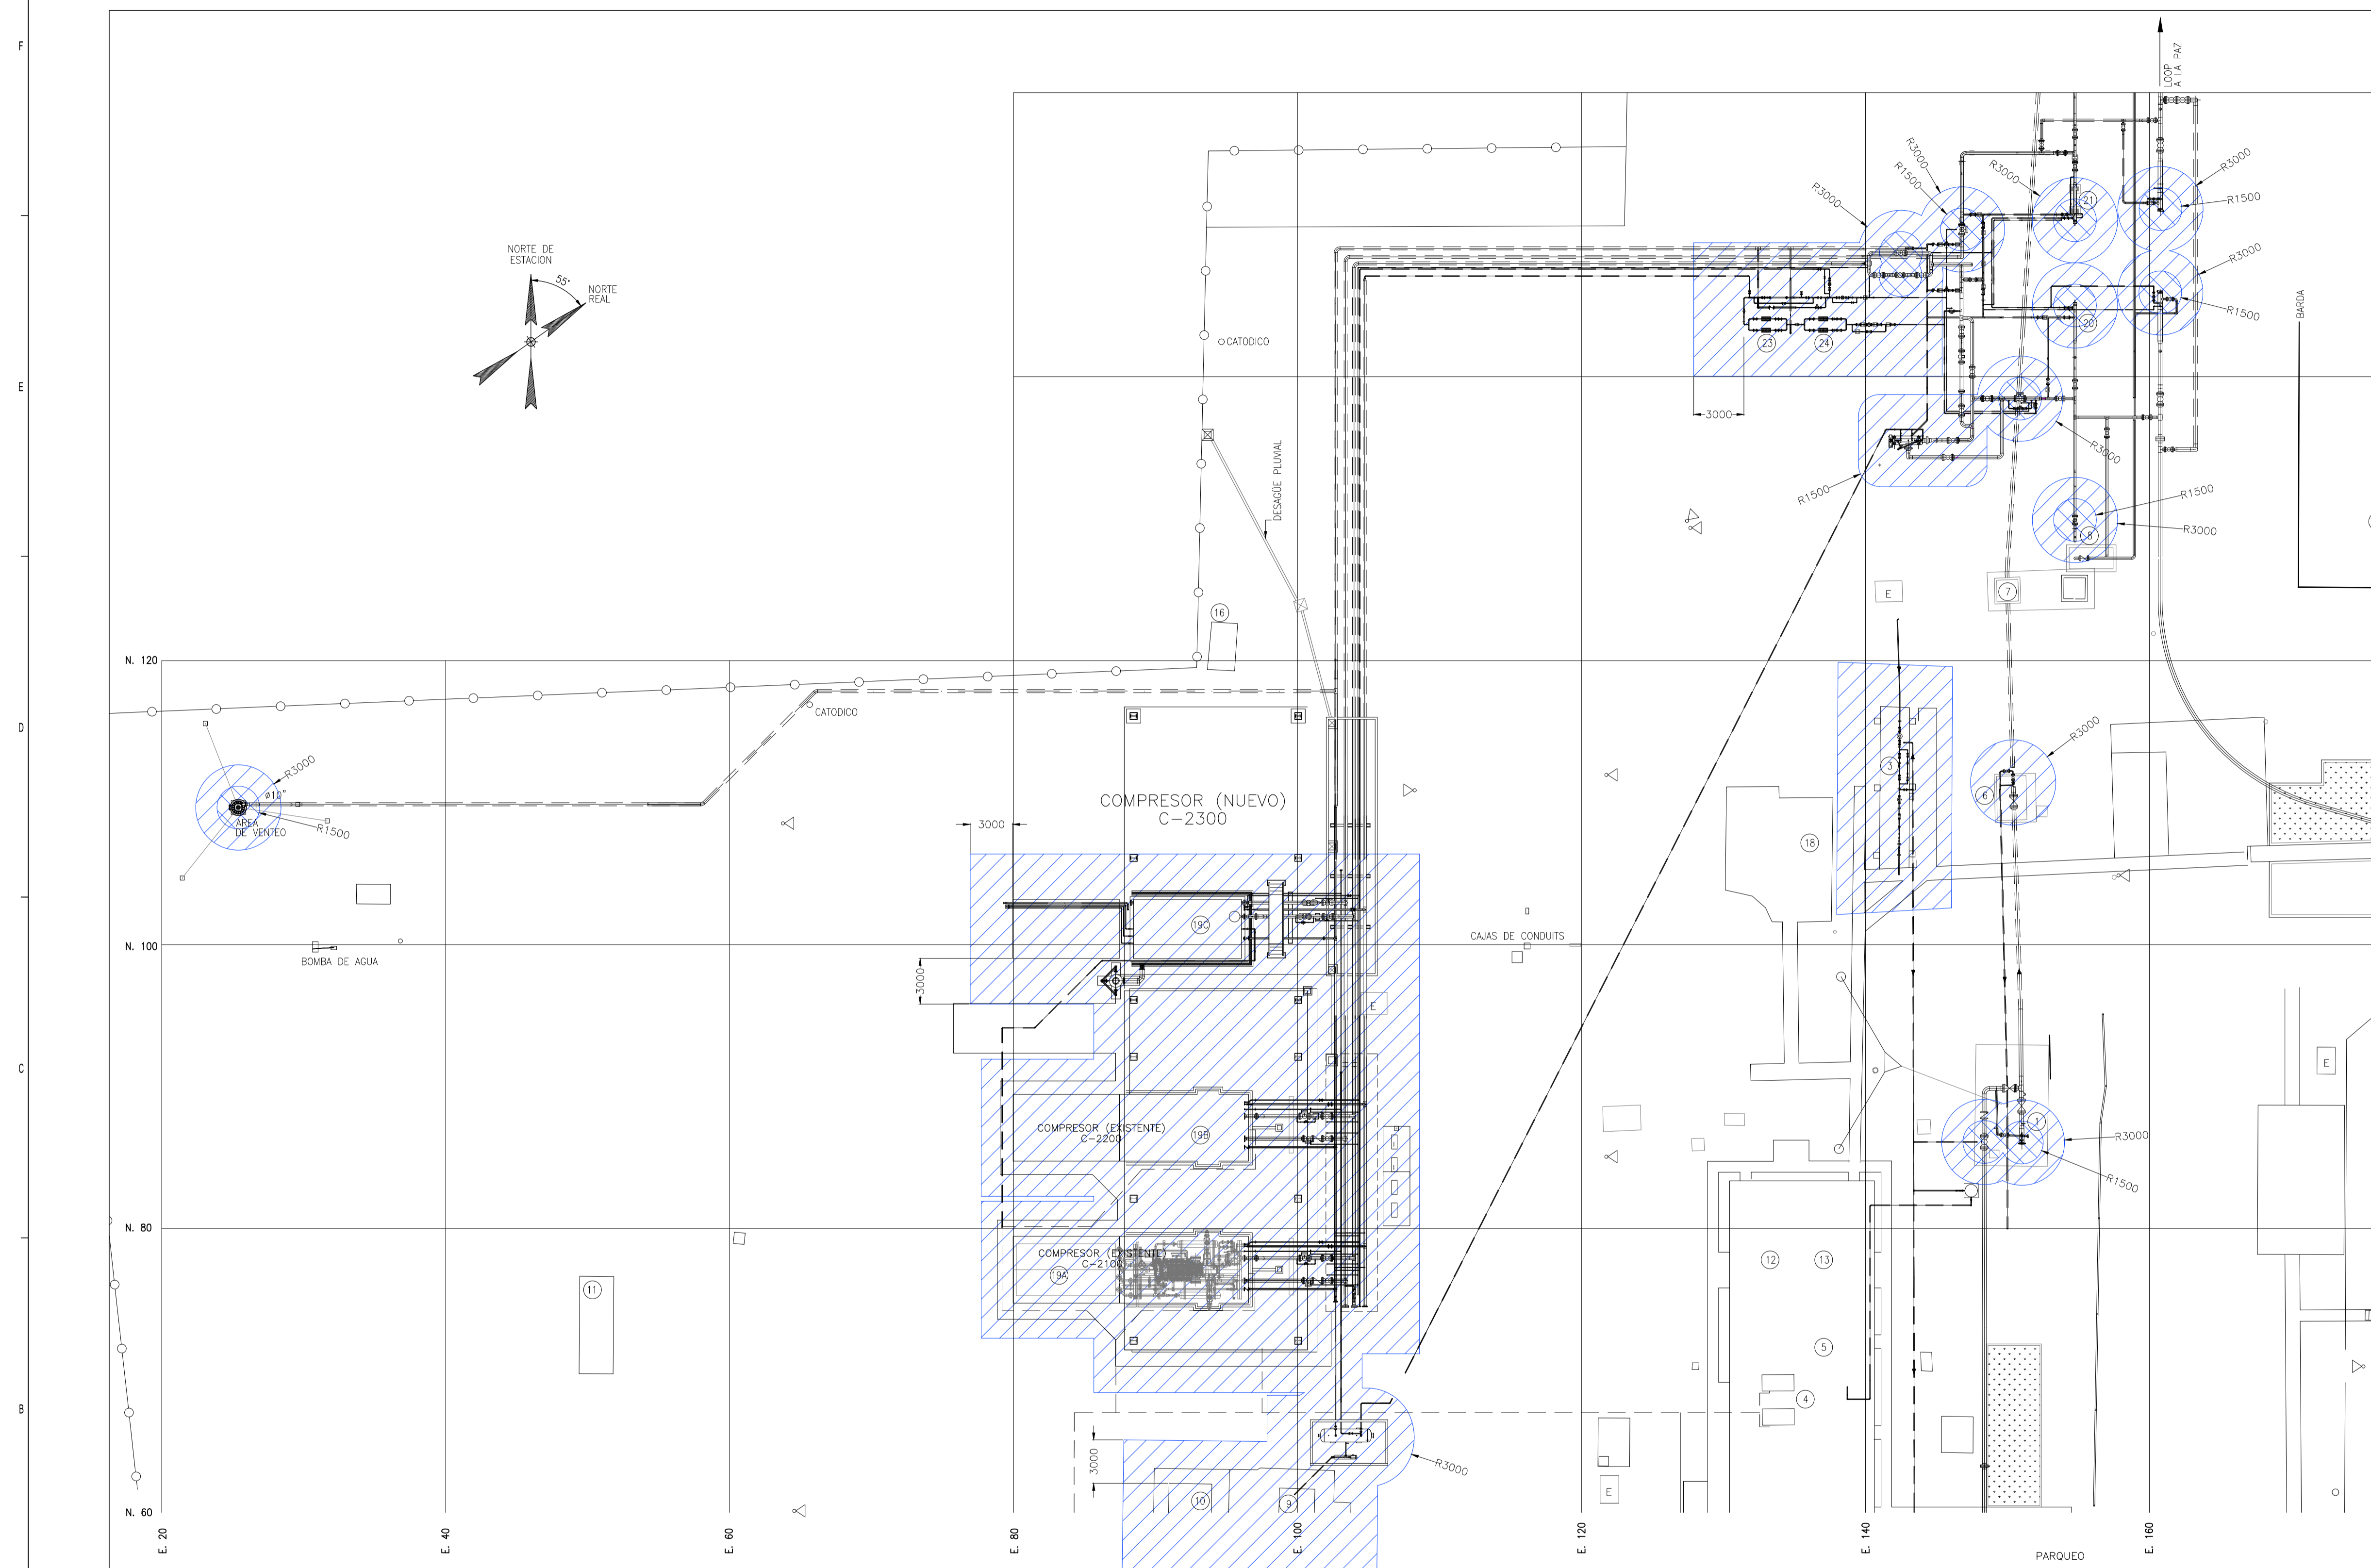 F
LOOP
A LA PAZ
R3000
R3000
R3000
R1500
R3000
R1500
21
NORTE DE
ESTACION
55°
NORTE
REAL
R3000
R1500
BARDA
20
CATODICO
23
24
E
3000
R3000
DESAGÜE PLUVIAL
R1500
R1500
R3000
8
E
7
16
N. 120
CATODICO
D
R3000
3
R3000
6
ø10"
AREA
DE VENTEO
R1500
3000
COMPRESOR (NUEVO)
C-2300
18
19C
CAJAS DE CONDUITS
N. 100
BOMBA DE AGUA
3000
E
C
E
COMPRESOR (EXISTENTE)
C-2200
19B
1
R3000
R1500
N. 80
COMPRESOR (EXISTENTE)
C-2100
19A
12
13
11
5
4
B
3000
R3000
10
9
E
N. 60
E. 20
E. 40
E. 60
E. 80
E. 100
E. 120
E. 140
E. 160
PARQUEO